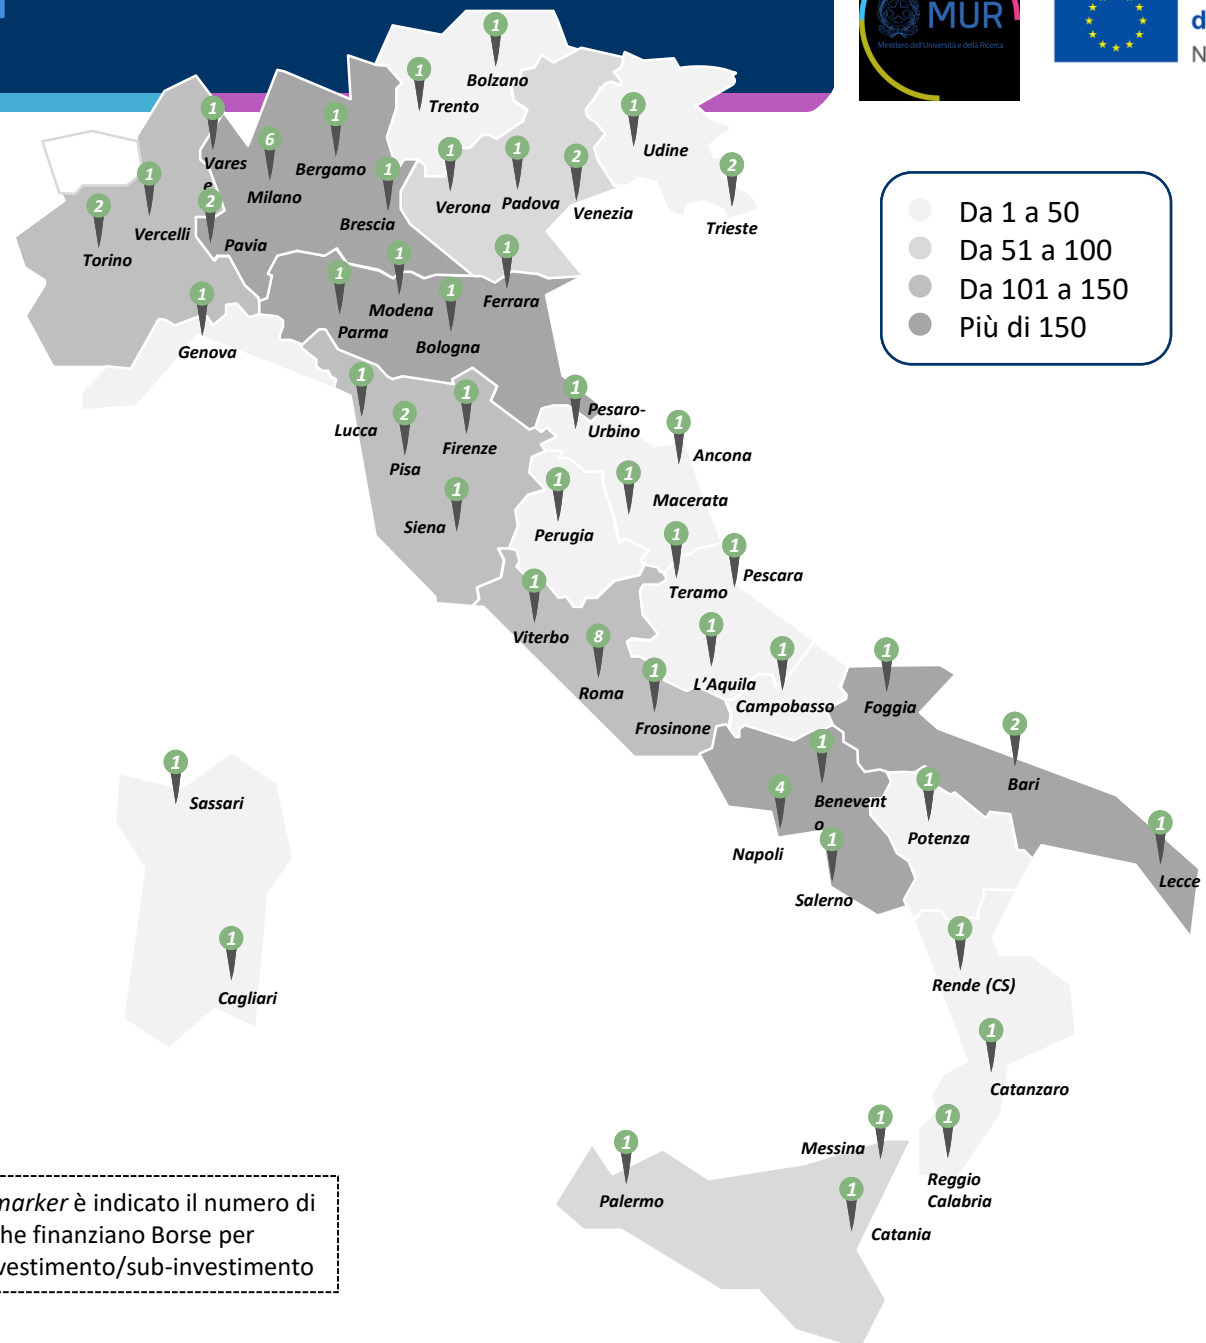 MUR
Ministero dell'Università e della Ricerca
d
N
1
Bolzano
1
Trento
1
Vares
e
6
Milano
1
Bergamo
1
Brescia
1
Verona
1
Padova
2
Venezia
1
Udine
2
Trieste
2
Torino
1
Vercelli
2
Pavia
Da 1 a 50
Da 51 a 100
Da 101 a 150
Più di 150
1
Genova
1
Parma
1
Modena
1
Bologna
1
Ferrara
1
Lucca
2
Pisa
1
Firenze
1
Siena
1
Pesaro-
Urbino
1
Ancona
1
Macerata
1
Perugia
1
Teramo
1
Pescara
1
Viterbo
8
Roma
1
Frosinone
1
L'Aquila
1
Campobasso
1
Foggia
2
Bari
1
Lecce
1
Benevent
o
4
Napoli
1
Salerno
1
Potenza
1
Sassari
1
Cagliari
1
Rende (CS)
1
Catanzaro
1
Reggio
Calabria
1
Messina
1
Palermo
1
Catania
marker è indicato il numero di
he finanziano Borse per
vestimento/sub-investimento